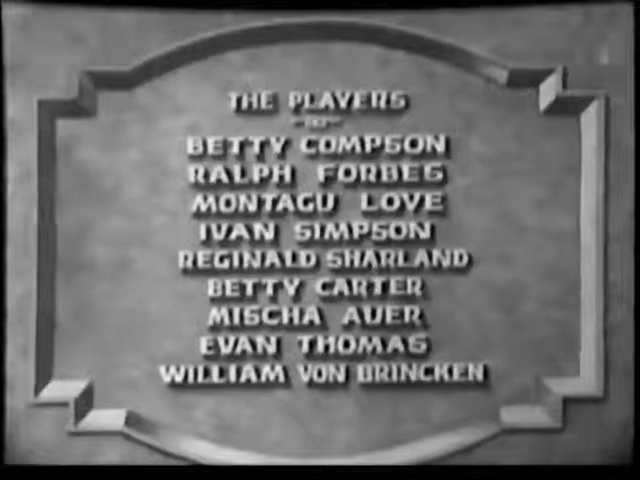 THE PLAYERS
BETTY COMPSON
RALPH FORBES
MONTAGU LOVE
IVAN SIMPSON
REGINALD SHARLAND
BETTY CARTER
MISCHA AUER
EVAN THOMAS
WILLIAM VON BRINCKEN